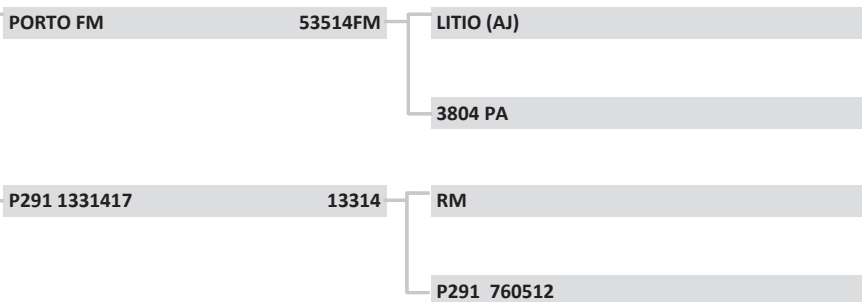 PORTO FM 53514FM LITIO (AJ)
3804 PA
P291 1331417 13314 RM
P291 760512